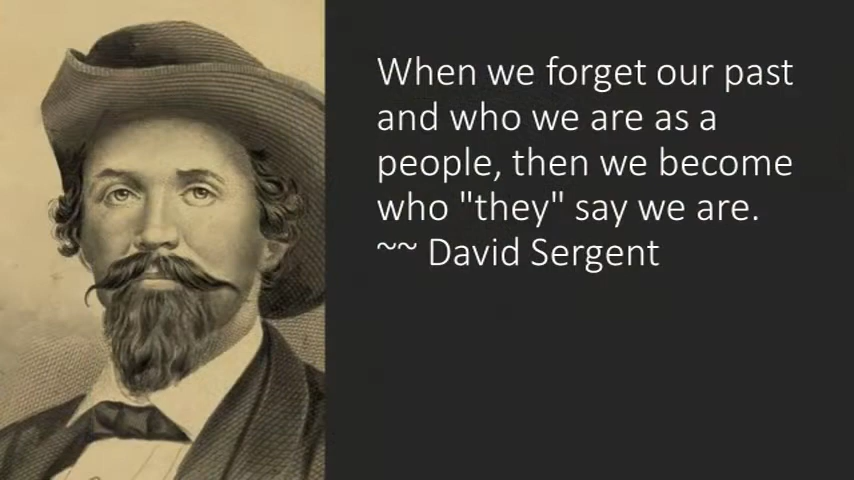 When we forget our past
and who we are as a
people, then we become
who "they" say we are.
~~ David Sergent